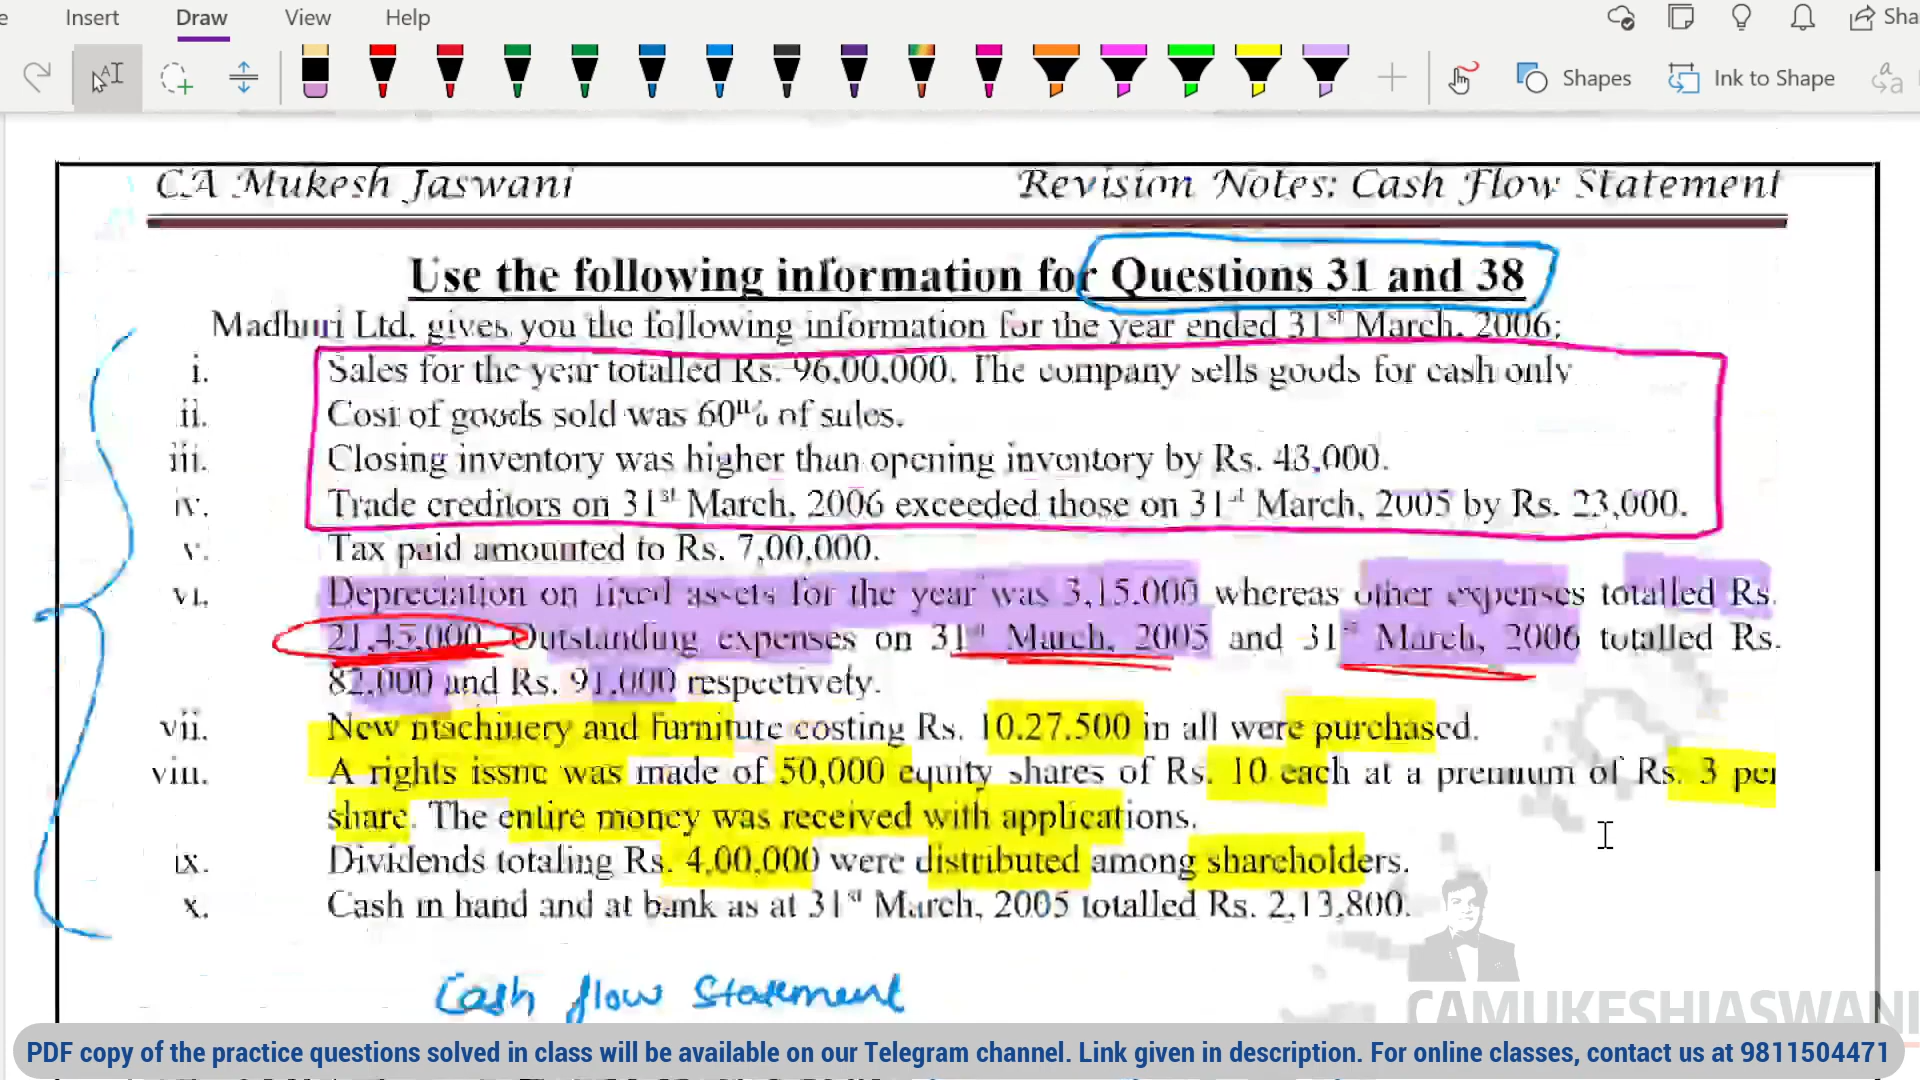 Insert Draw View Help
Shapes Ink to Shape
CA Mukesh Jaswani Revision Notes: Cash Flow Statement
Use the following information for Questions 31 and 38
Madhuri Ltd. gives you the following information for the year ended 31st March, 2006;
i. Sales for the year totalled Rs. 96,00,000. The company sells goods for cash only
ii. Cost of goods sold was 60% of sales.
iii. Closing inventory was higher than opening inventory by Rs. 43,000.
iv. Trade creditors on 31st March, 2006 exceeded those on 31st March, 2005 by Rs. 23,000.
v. Tax paid amounted to Rs. 7,00,000.
vi. Depreciation on fixed assets for the year was 3,15,000 whereas other expenses totalled Rs.
21,45,000. Outstanding expenses on 31st March, 2005 and 31st March, 2006 totalled Rs.
82,000 and Rs. 91,000 respectively.
vii. New machinery and furniture costing Rs. 10,27,500 in all were purchased.
viii. A rights issue was made of 50,000 equity shares of Rs. 10 each at a premium of Rs. 3 per
share. The entire money was received with applications.
ix. Dividends totaling Rs. 4,00,000 were distributed among shareholders.
x. Cash in hand and at bank as at 31st March, 2005 totalled Rs. 2,13,800.
Cash flow Statement
CAMUKESHJASWANI
PDF copy of the practice questions solved in class will be available on our Telegram channel. Link given in description. For online classes, contact us at 9811504471